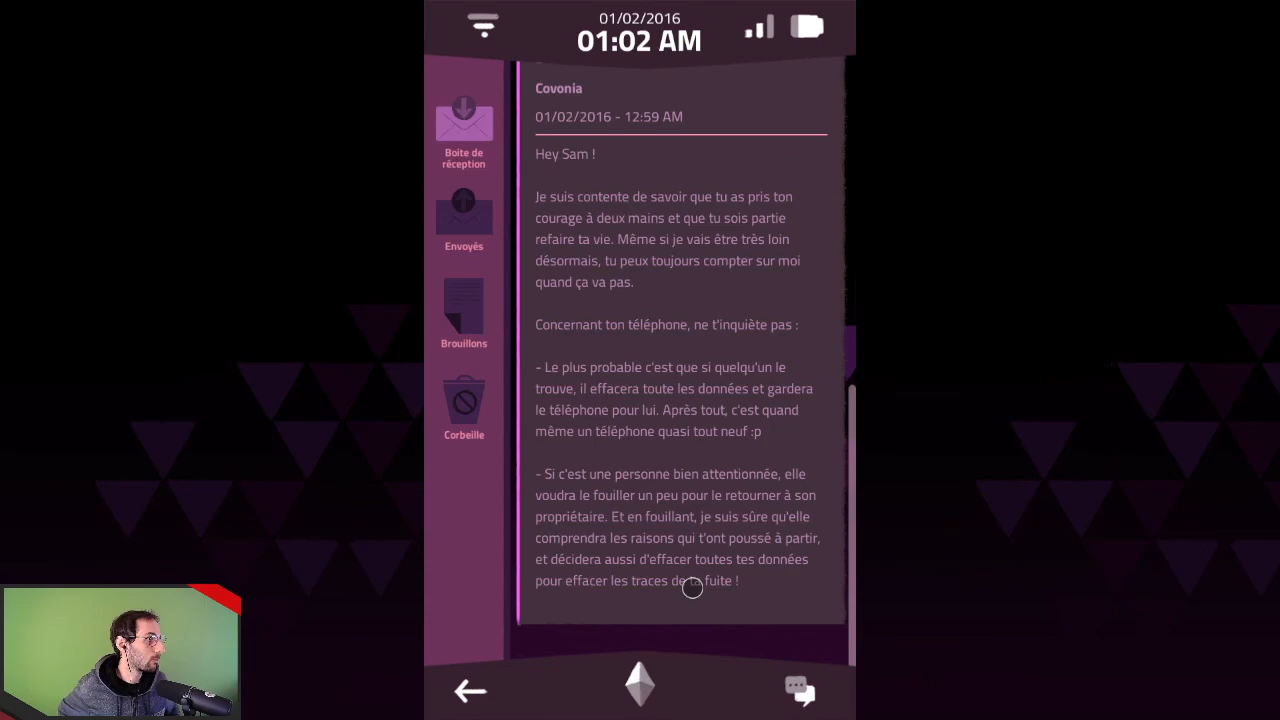 01/02/2016
01:02 AM
Covonia
01/02/2016 - 12:59 AM
Hey Sam !
Je suis contente de savoir que tu as pris ton
courage à deux mains et que tu sois partie
refaire ta vie. Même si je vais être très loin
désormais, tu peux toujours compter sur moi
quand ça va pas.
Concernant ton téléphone, ne t'inquiète pas :
- Le plus probable c'est que si quelqu'un le
trouve, il effacera toute les données et gardera
le téléphone pour lui. Après tout, c'est quand
même un téléphone quasi tout neuf :p
- Si c'est une personne bien attentionnée, elle
voudra le fouiller un peu pour le retourner à son
propriétaire. Et en fouillant, je suis sûre qu'elle
comprendra les raisons qui t'ont poussé à partir,
et décidera aussi d'effacer toutes tes données
pour effacer les traces de ta fuite !
Boite de
réception
Envoyés
Brouillons
Corbeille